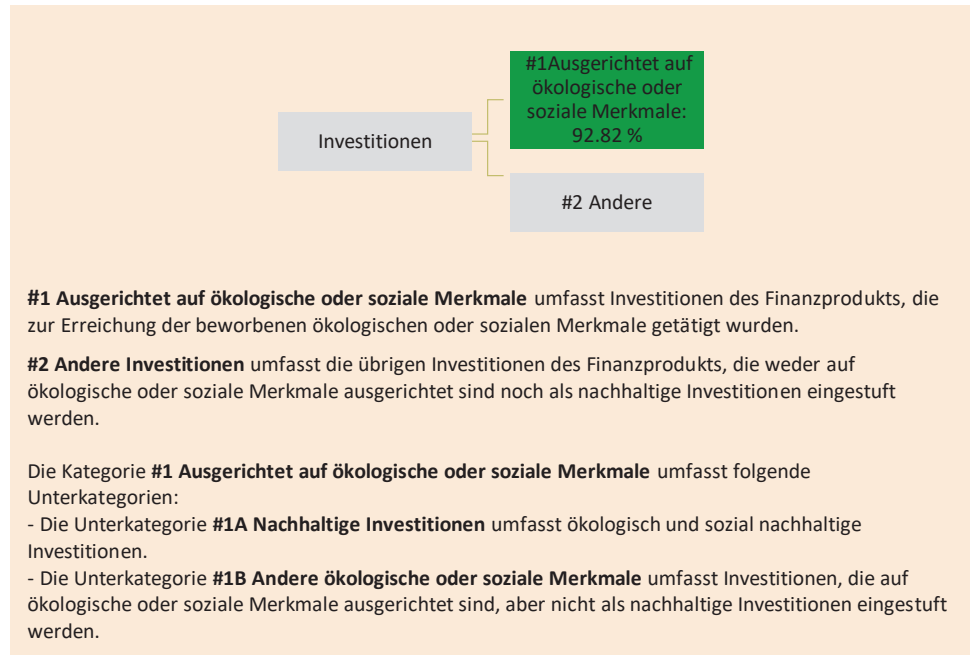 #1Ausgerichtet auf
ökologische oder
soziale Merkmale:
92.82 %
Investitionen
#2 Andere
#1 Ausgerichtet auf ökologische oder soziale Merkmale umfasst Investitionen des Finanzprodukts, die
zur Erreichung der beworbenen ökologischen oder sozialen Merkmale getätigt wurden.
#2 Andere Investitionen umfasst die übrigen Investitionen des Finanzprodukts, die weder auf
ökologische oder soziale Merkmale ausgerichtet sind noch als nachhaltige Investitionen eingestuft
werden.
Die Kategorie #1 Ausgerichtet auf ökologische oder soziale Merkmale umfasst folgende
Unterkategorien:
- Die Unterkategorie #1A Nachhaltige Investitionen umfasst ökologisch und sozial nachhaltige
Investitionen.
- Die Unterkategorie #1B Andere ökologische oder soziale Merkmale umfasst Investitionen, die auf
ökologische oder soziale Merkmale ausgerichtet sind, aber nicht als nachhaltige Investitionen eingestuft
werden.